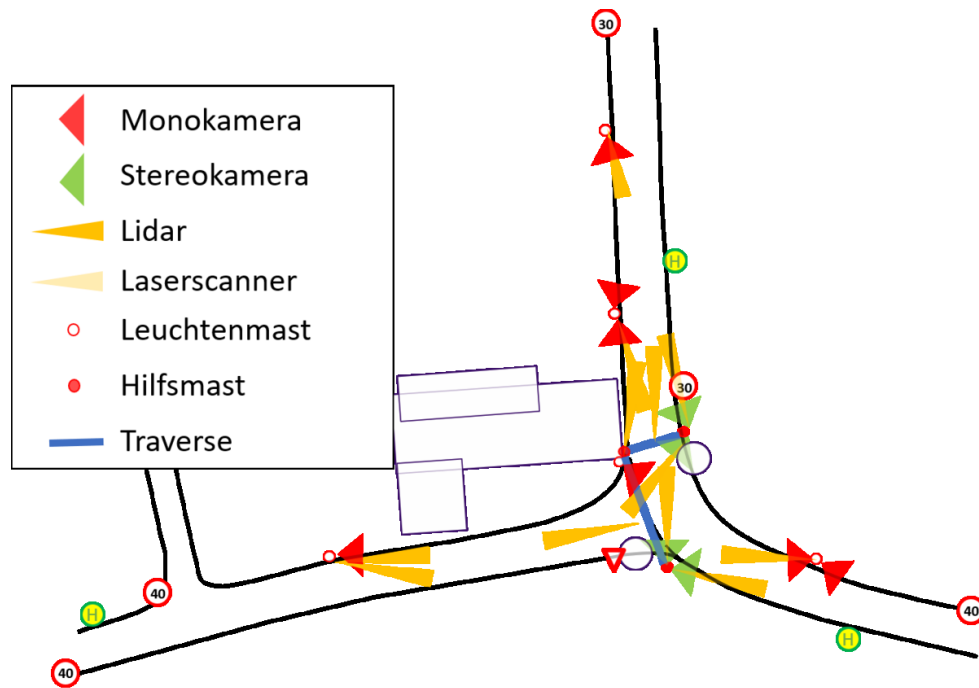 30
Monokamera
Stereokamera
Lidar
Laserscanner
Leuchtenmast
Hilfsmast
Traverse
H
30
40
H
40
H
40